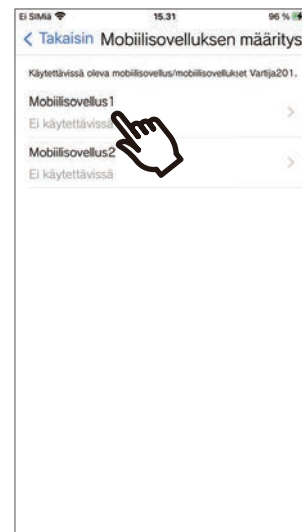 Ei SIMiä 15.31 96 %
Takaisin Mobiilisovelluksen määritys
Käytettävissä oleva mobiilisovellus/mobiilisovellukset Vartija201,
Mobiilisovellus1
Ei käytettävissä
Mobiilisovellus2
Ei käytettävissä